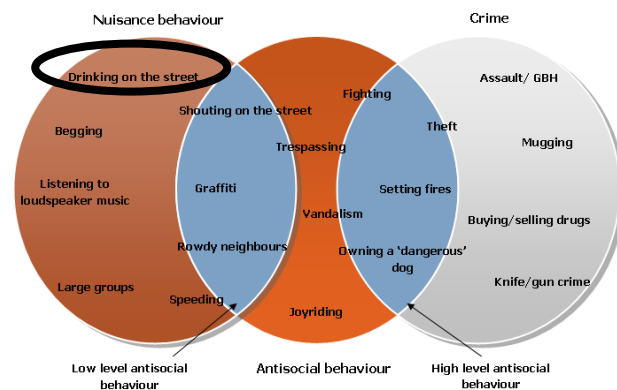 Nuisance behaviour
Crime
Drinking on the street
Assault/ GBH
Fighting
Shouting on the street
Theft
Begging
Mugging
Trespassing
Listening to
loudspeaker music
Graffiti
Setting fires
Vandalism
Buying/selling drugs
Rowdy neighbours
Owning a ‘dangerous’
dog
Large groups
Knife/gun crime
Speeding
Joyriding
Low level antisocial
behaviour
Antisocial behaviour
High level antisocial
behaviour